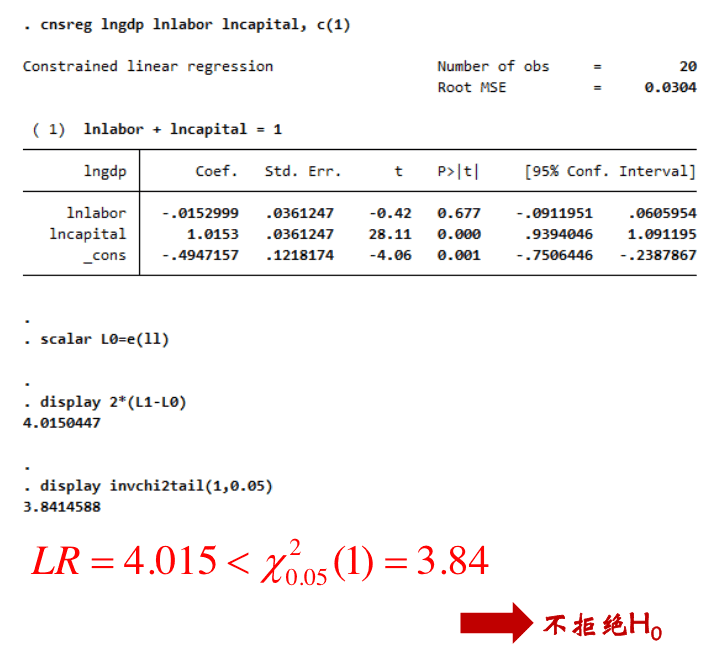 . cnsreg lngdp lnlabor lncapital, c(1)
Constrained linear regression Number of obs = 20
Root MSE = 0.0304
( 1) lnlabor + lncapital = 1
lngdp Coef. Std. Err. t P>|t| [95% Conf. Interval]
lnlabor -.0152999 .0361247 -0.42 0.677 -.0911951 .0605954
lncapital 1.0153 .0361247 28.11 0.000 .9394046 1.091195
_cons -.4947157 .1218174 -4.06 0.001 -.7506446 -.2387867
.
. scalar L0=e(ll)
.
. display 2*(L1-L0)
4.0150447
.
. display invchi2tail(1,0.05)
3.8414588
LR = 4.015 < χ²₀.₀₅(1) = 3.84
不拒绝H₀